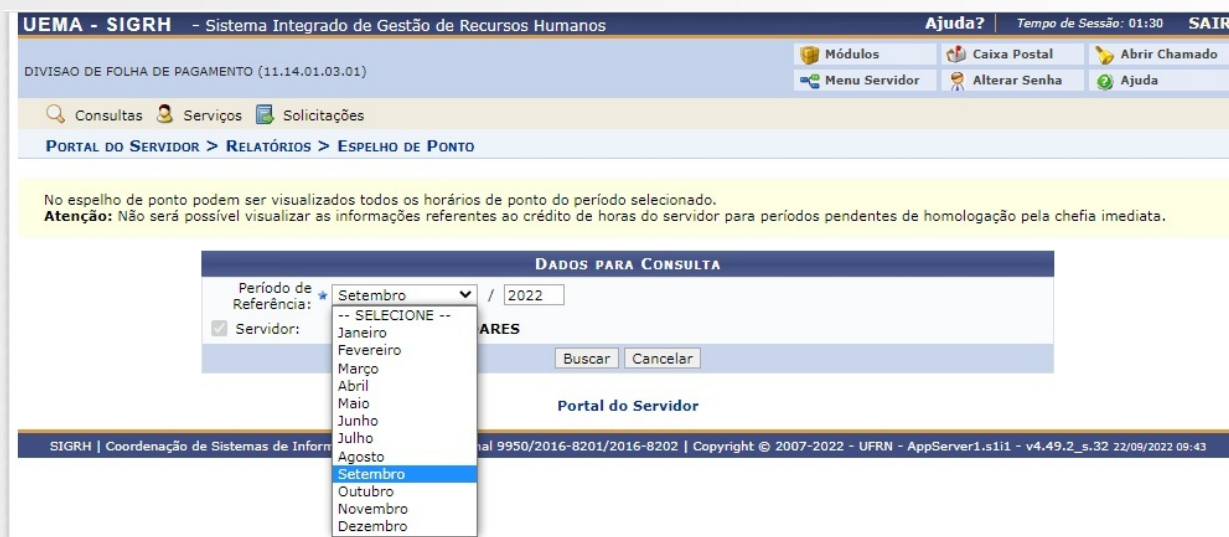 UEMA - SIGRH - Sistema Integrado de Gestão de Recursos Humanos Ajuda? | Tempo de Sessão: 01:30 SAIR
DIVISAO DE FOLHA DE PAGAMENTO (11.14.01.03.01)
Módulos Caixa Postal Abrir Chamado
Menu Servidor Alterar Senha Ajuda
Consultas Serviços Solicitações
PORTAL DO SERVIDOR > RELATÓRIOS > ESPELHO DE PONTO
No espelho de ponto podem ser visualizados todos os horários de ponto do período selecionado.
Atenção: Não será possível visualizar as informações referentes ao crédito de horas do servidor para períodos pendentes de homologação pela chefia imediata.
DADOS PARA CONSULTA
Período de Referência: Setembro / 2022
Servidor: ARES
-- SELECIONE --
Janeiro
Fevereiro
Março
Abril
Maio
Junho
Julho
Agosto
Setembro
Outubro
Novembro
Dezembro
Buscar Cancelar
Portal do Servidor
SIGRH | Coordenação de Sistemas de Inform nal 9950/2016-8201/2016-8202 | Copyright © 2007-2022 - UFRN - AppServer1.s1i1 - v4.49.2_s.32 22/09/2022 09:43